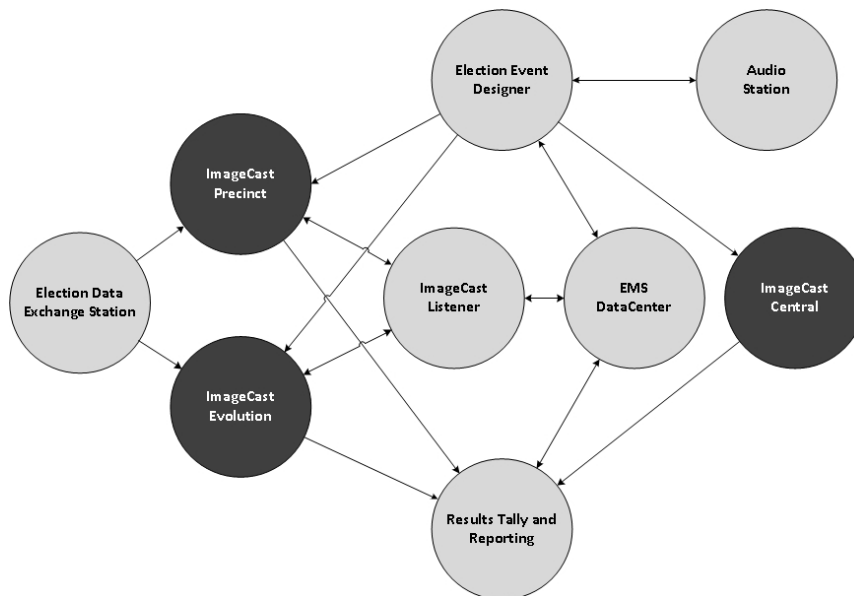 Election Event
Designer
Audio
Station
ImageCast
Precinct
Election Data
Exchange Station
ImageCast
Listener
EMS
DataCenter
ImageCast
Central
ImageCast
Evolution
Results Tally and
Reporting